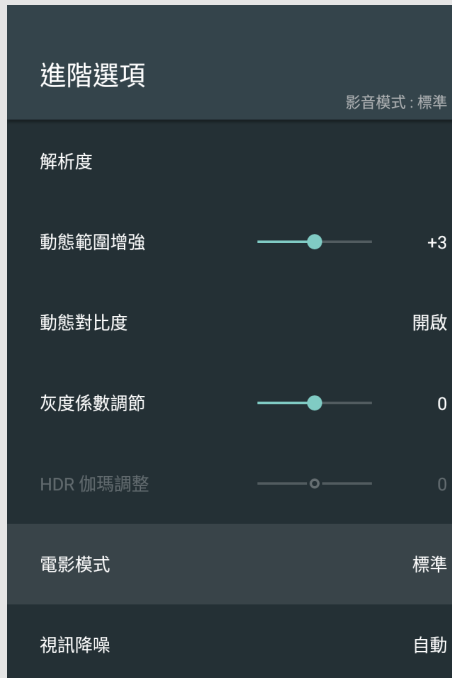 進階選項
影音模式 : 標準
解析度
動態範圍增強 +3
動態對比度 開啟
灰度係數調節 0
HDR 伽瑪調整 0
電影模式 標準
視訊降噪 自動